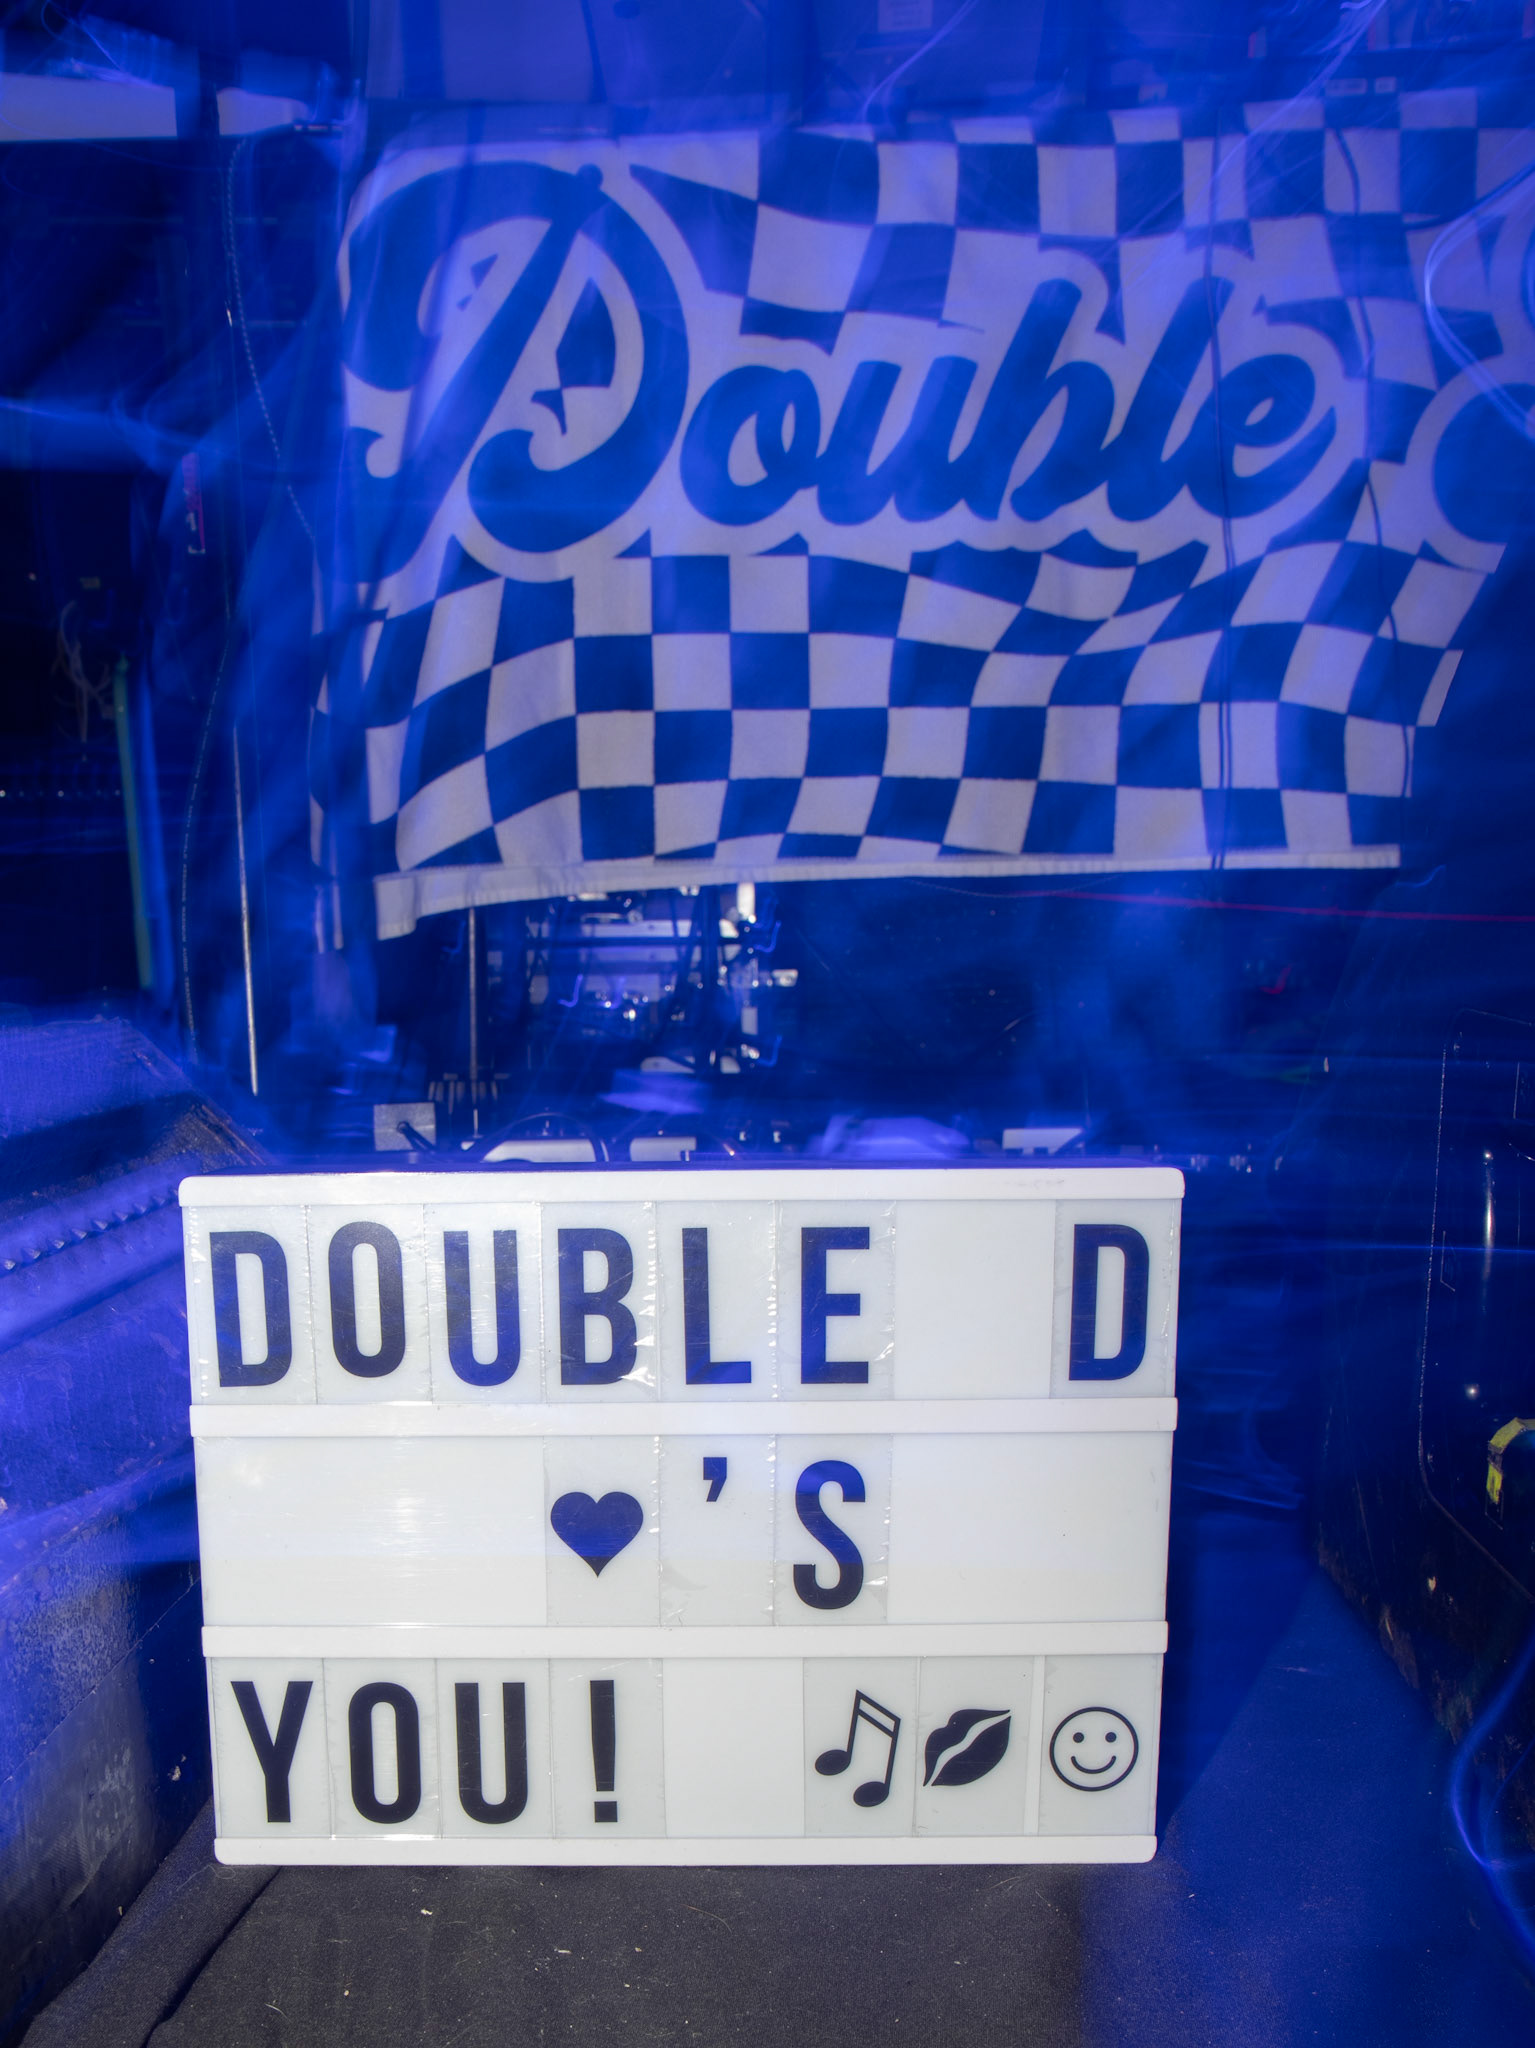 Double
DOUBLE D
♥'S
YOU! ♫💋☺